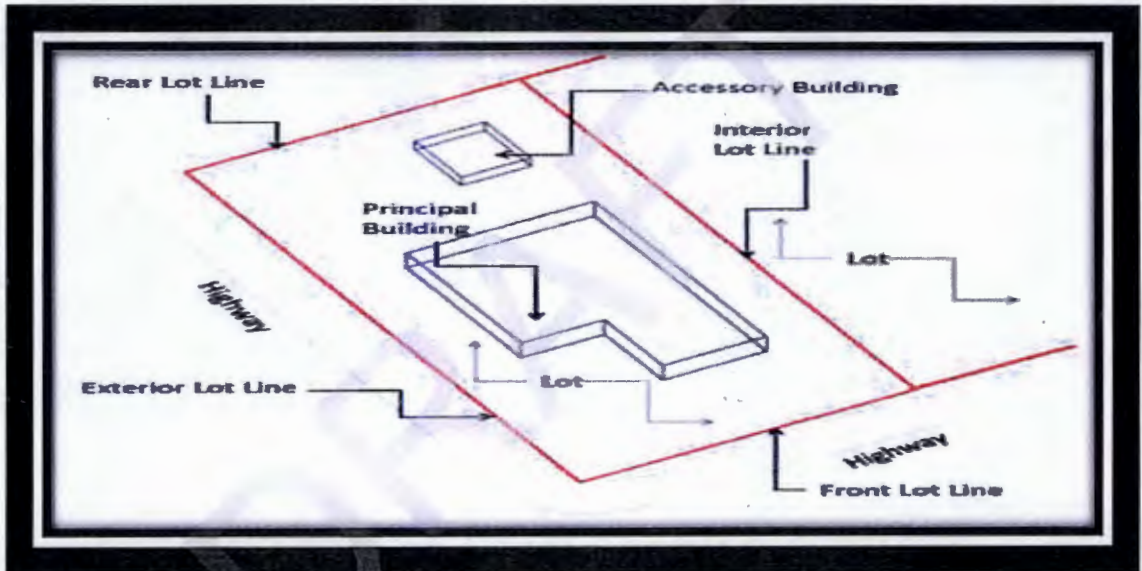 Rear Lot Line
Accessory Building
Interior
Lot Line
Principal
Building
Lot
Highway
Exterior Lot Line
Lot
Highway
Front Lot Line